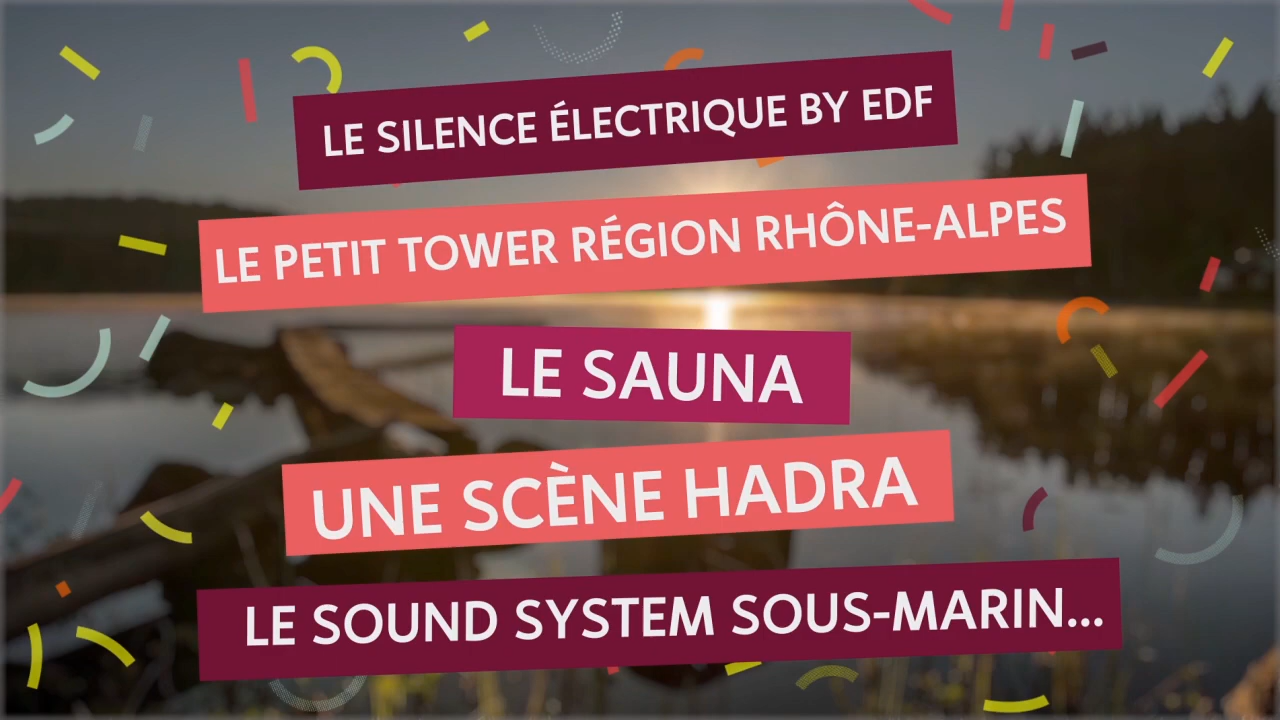 LE SILENCE ÉLECTRIQUE BY EDF
LE PETIT TOWER RÉGION RHÔNE-ALPES
LE SAUNA
UNE SCÈNE HADRA
LE SOUND SYSTEM SOUS-MARIN...